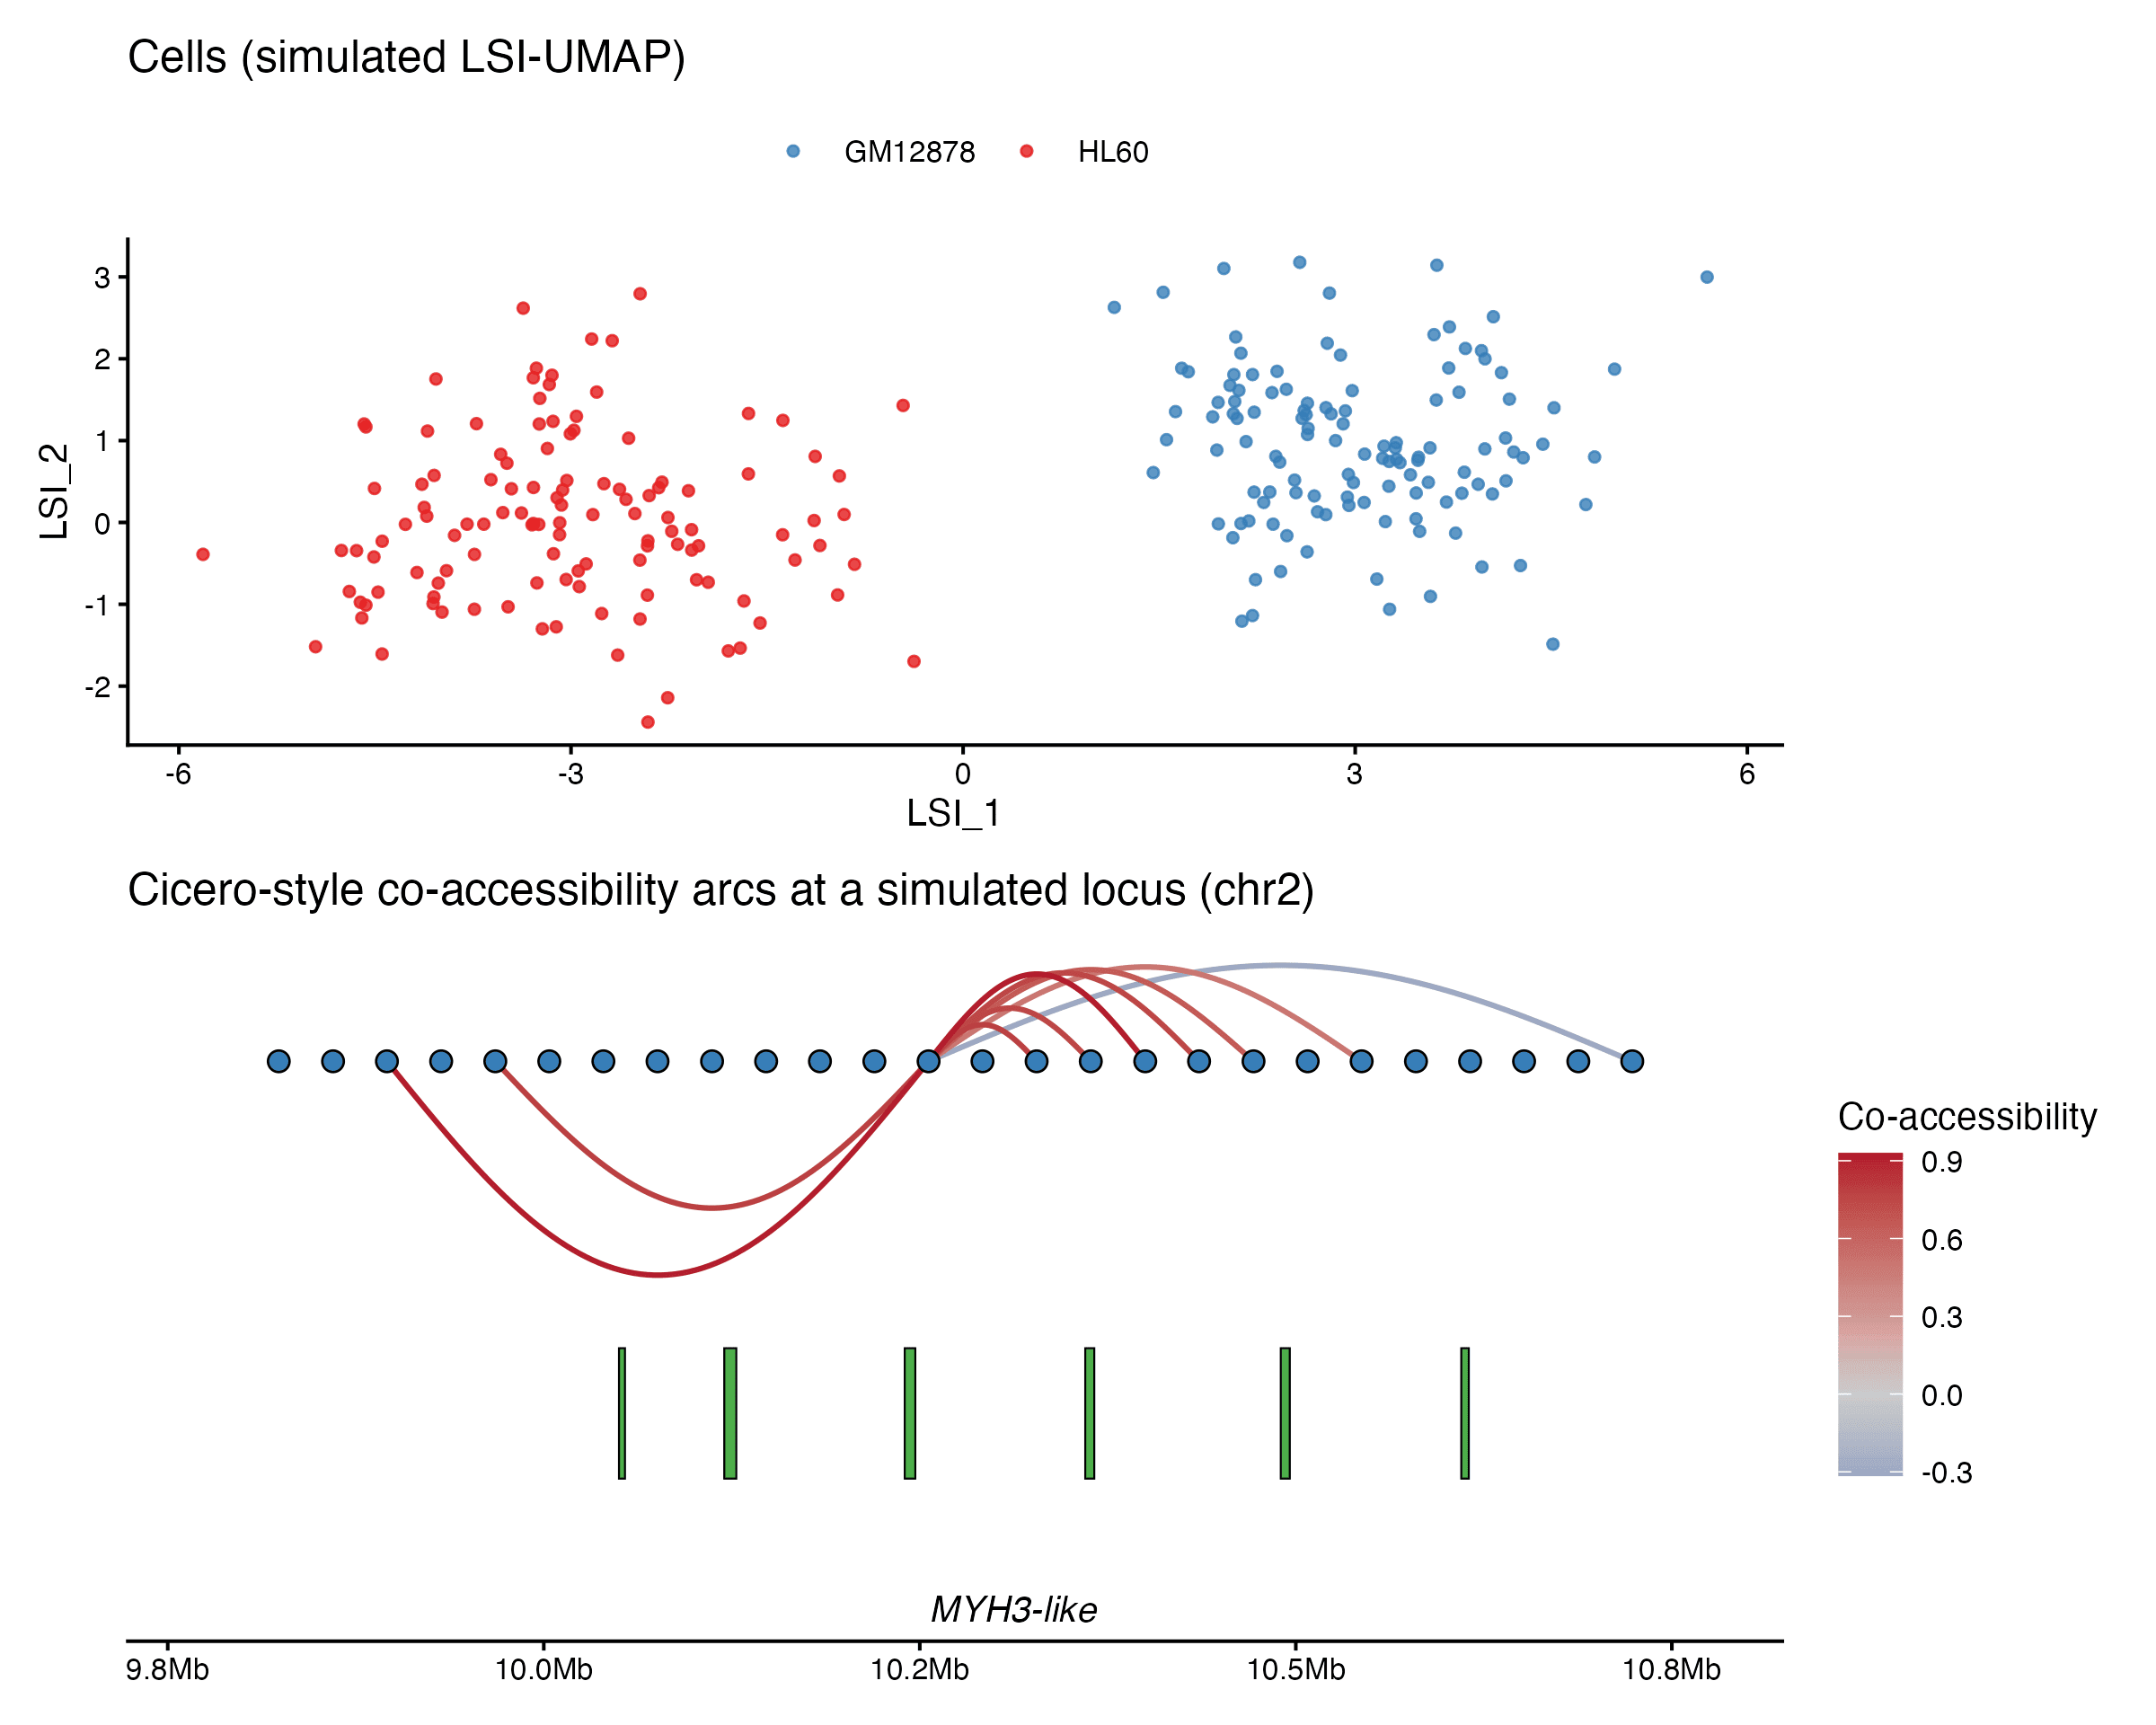 Cells (simulated LSI-UMAP)
GM12878 HL60
3
2
1
0
-1
-2
LSI_2
-6 -3 0 3 6
LSI_1
Cicero-style co-accessibility arcs at a simulated locus (chr2)
Co-accessibility
0.9
0.6
0.3
0.0
-0.3
MYH3-like
9.8Mb 10.0Mb 10.2Mb 10.5Mb 10.8Mb